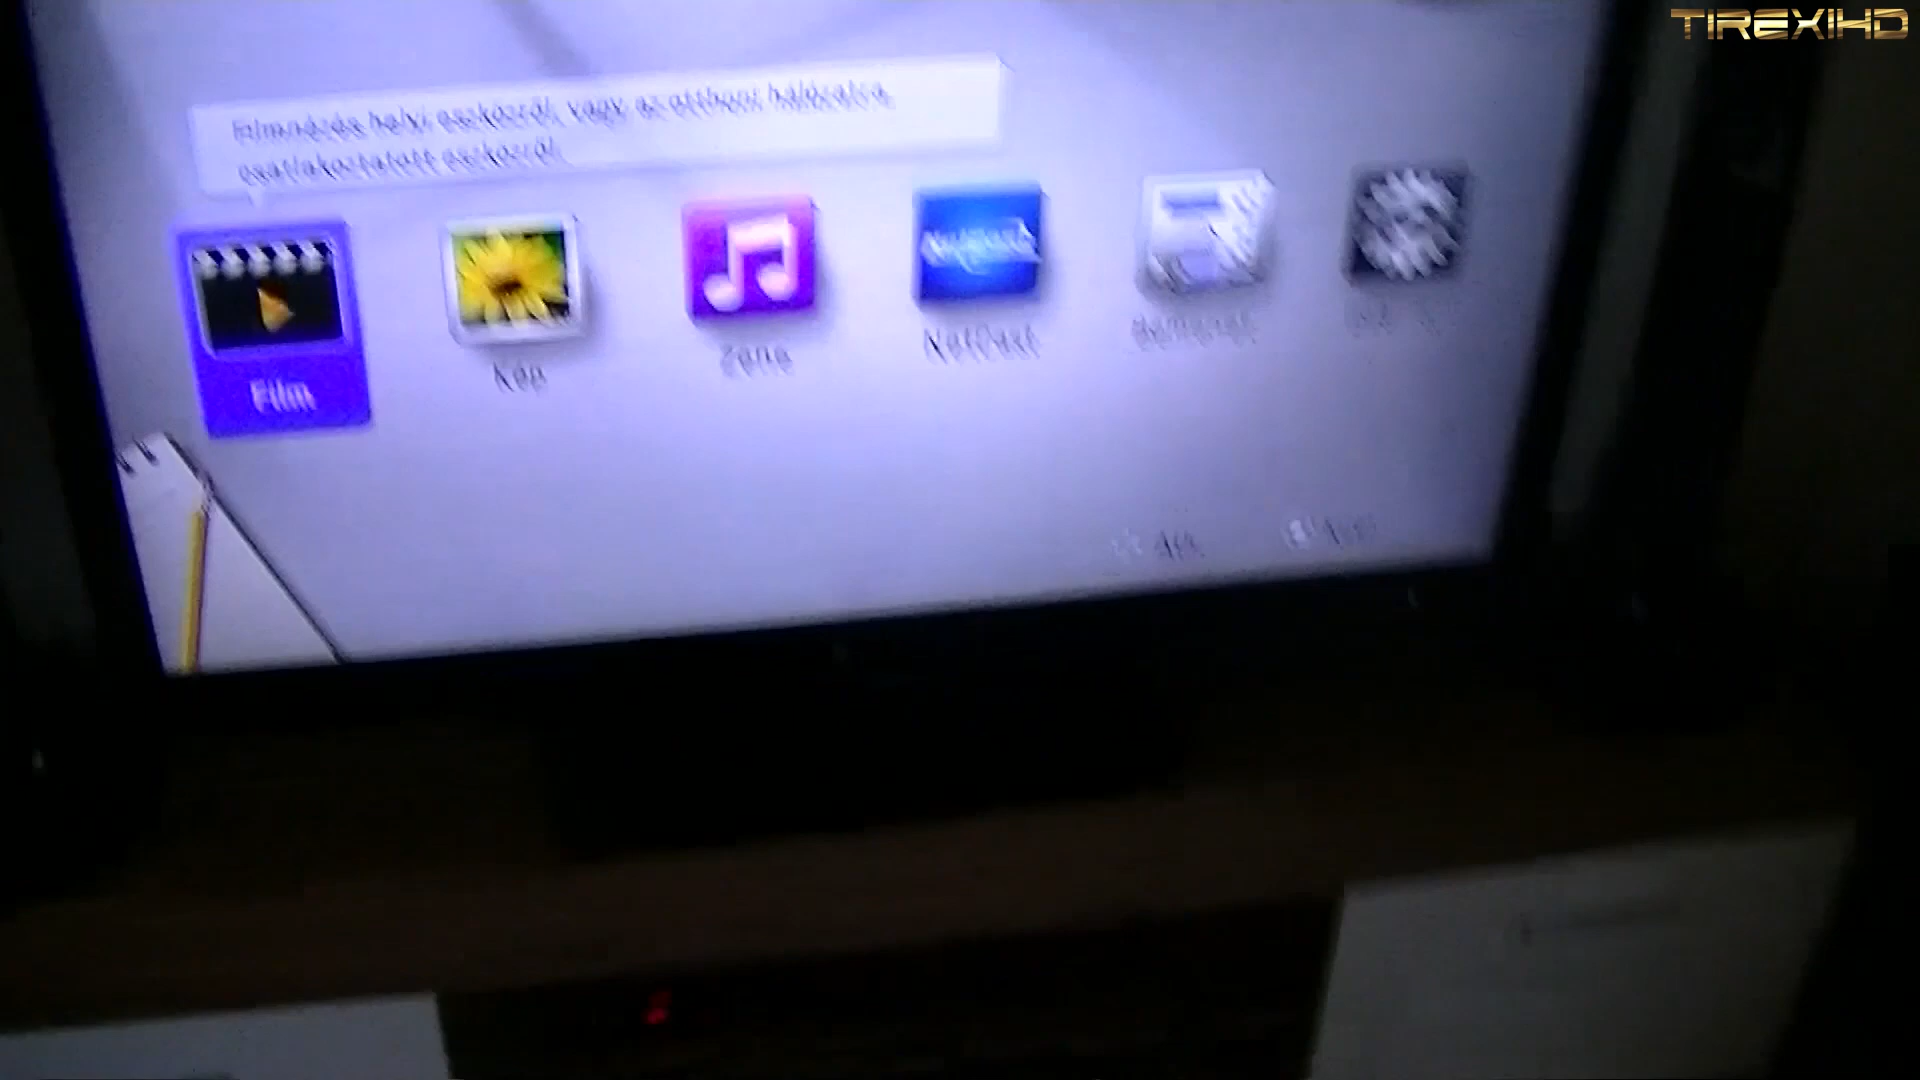 TIREXIHD
Filmnézés helyi eszközről, vagy az otthoni hálózatra
csatlakoztatott eszközről.
Film
Kép
Zene
NetCast